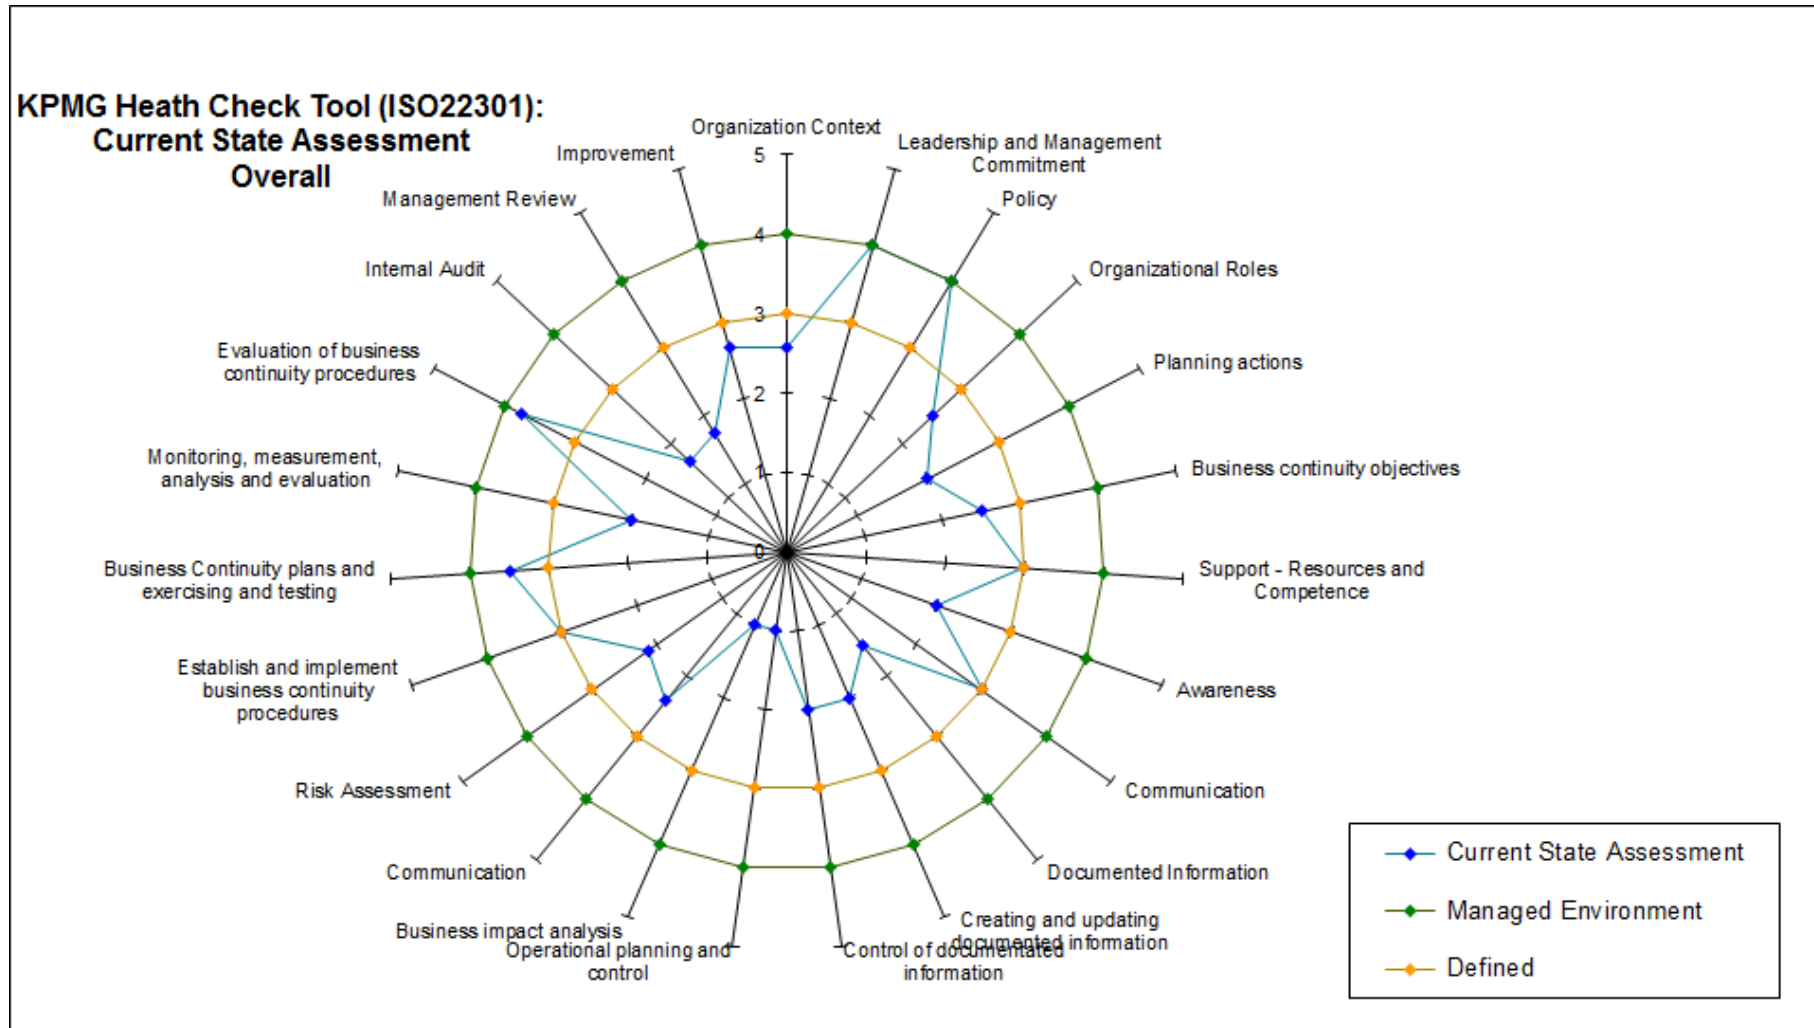 KPMG Heath Check Tool (ISO22301):
Current State Assessment
Overall
Organization Context
Leadership and Management
Commitment
Policy
Organizational Roles
Planning actions
Business continuity objectives
Support - Resources and
Competence
Awareness
Communication
Documented Information
Creating and updating
documented information
Control of documentated
information
Operational planning and
control
Business impact analysis
Communication
Risk Assessment
Establish and implement
business continuity
procedures
Business Continuity plans and
exercising and testing
Monitoring, measurement,
analysis and evaluation
Evaluation of business
continuity procedures
Internal Audit
Management Review
Improvement
5
4
3
2
1
0
Current State Assessment
Managed Environment
Defined